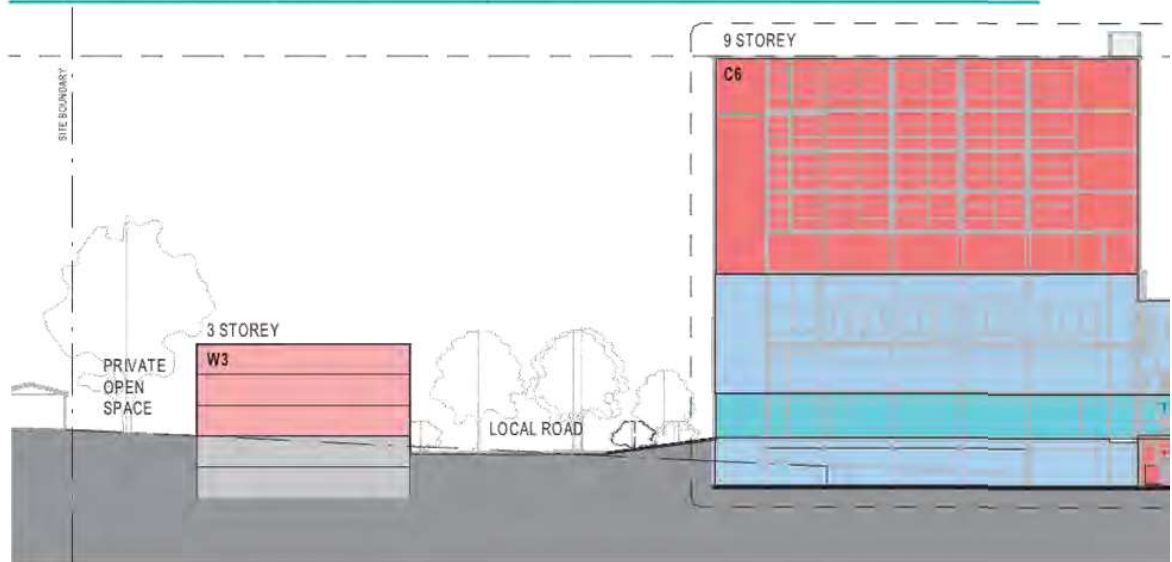 9 STOREY
C6
SITE BOUNDARY
3 STOREY
W3
PRIVATE
OPEN
SPACE
LOCAL ROAD